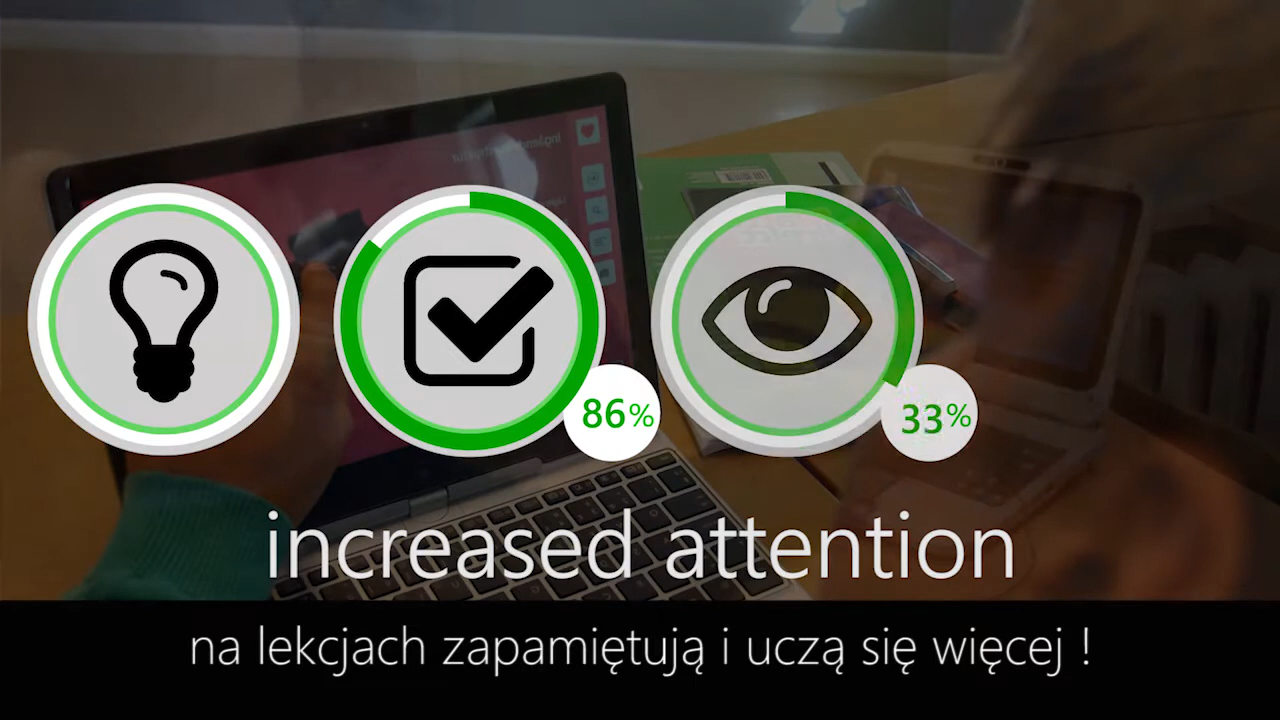 86%
33%
increased attention
na lekcjach zapamiętują i uczą się więcej !